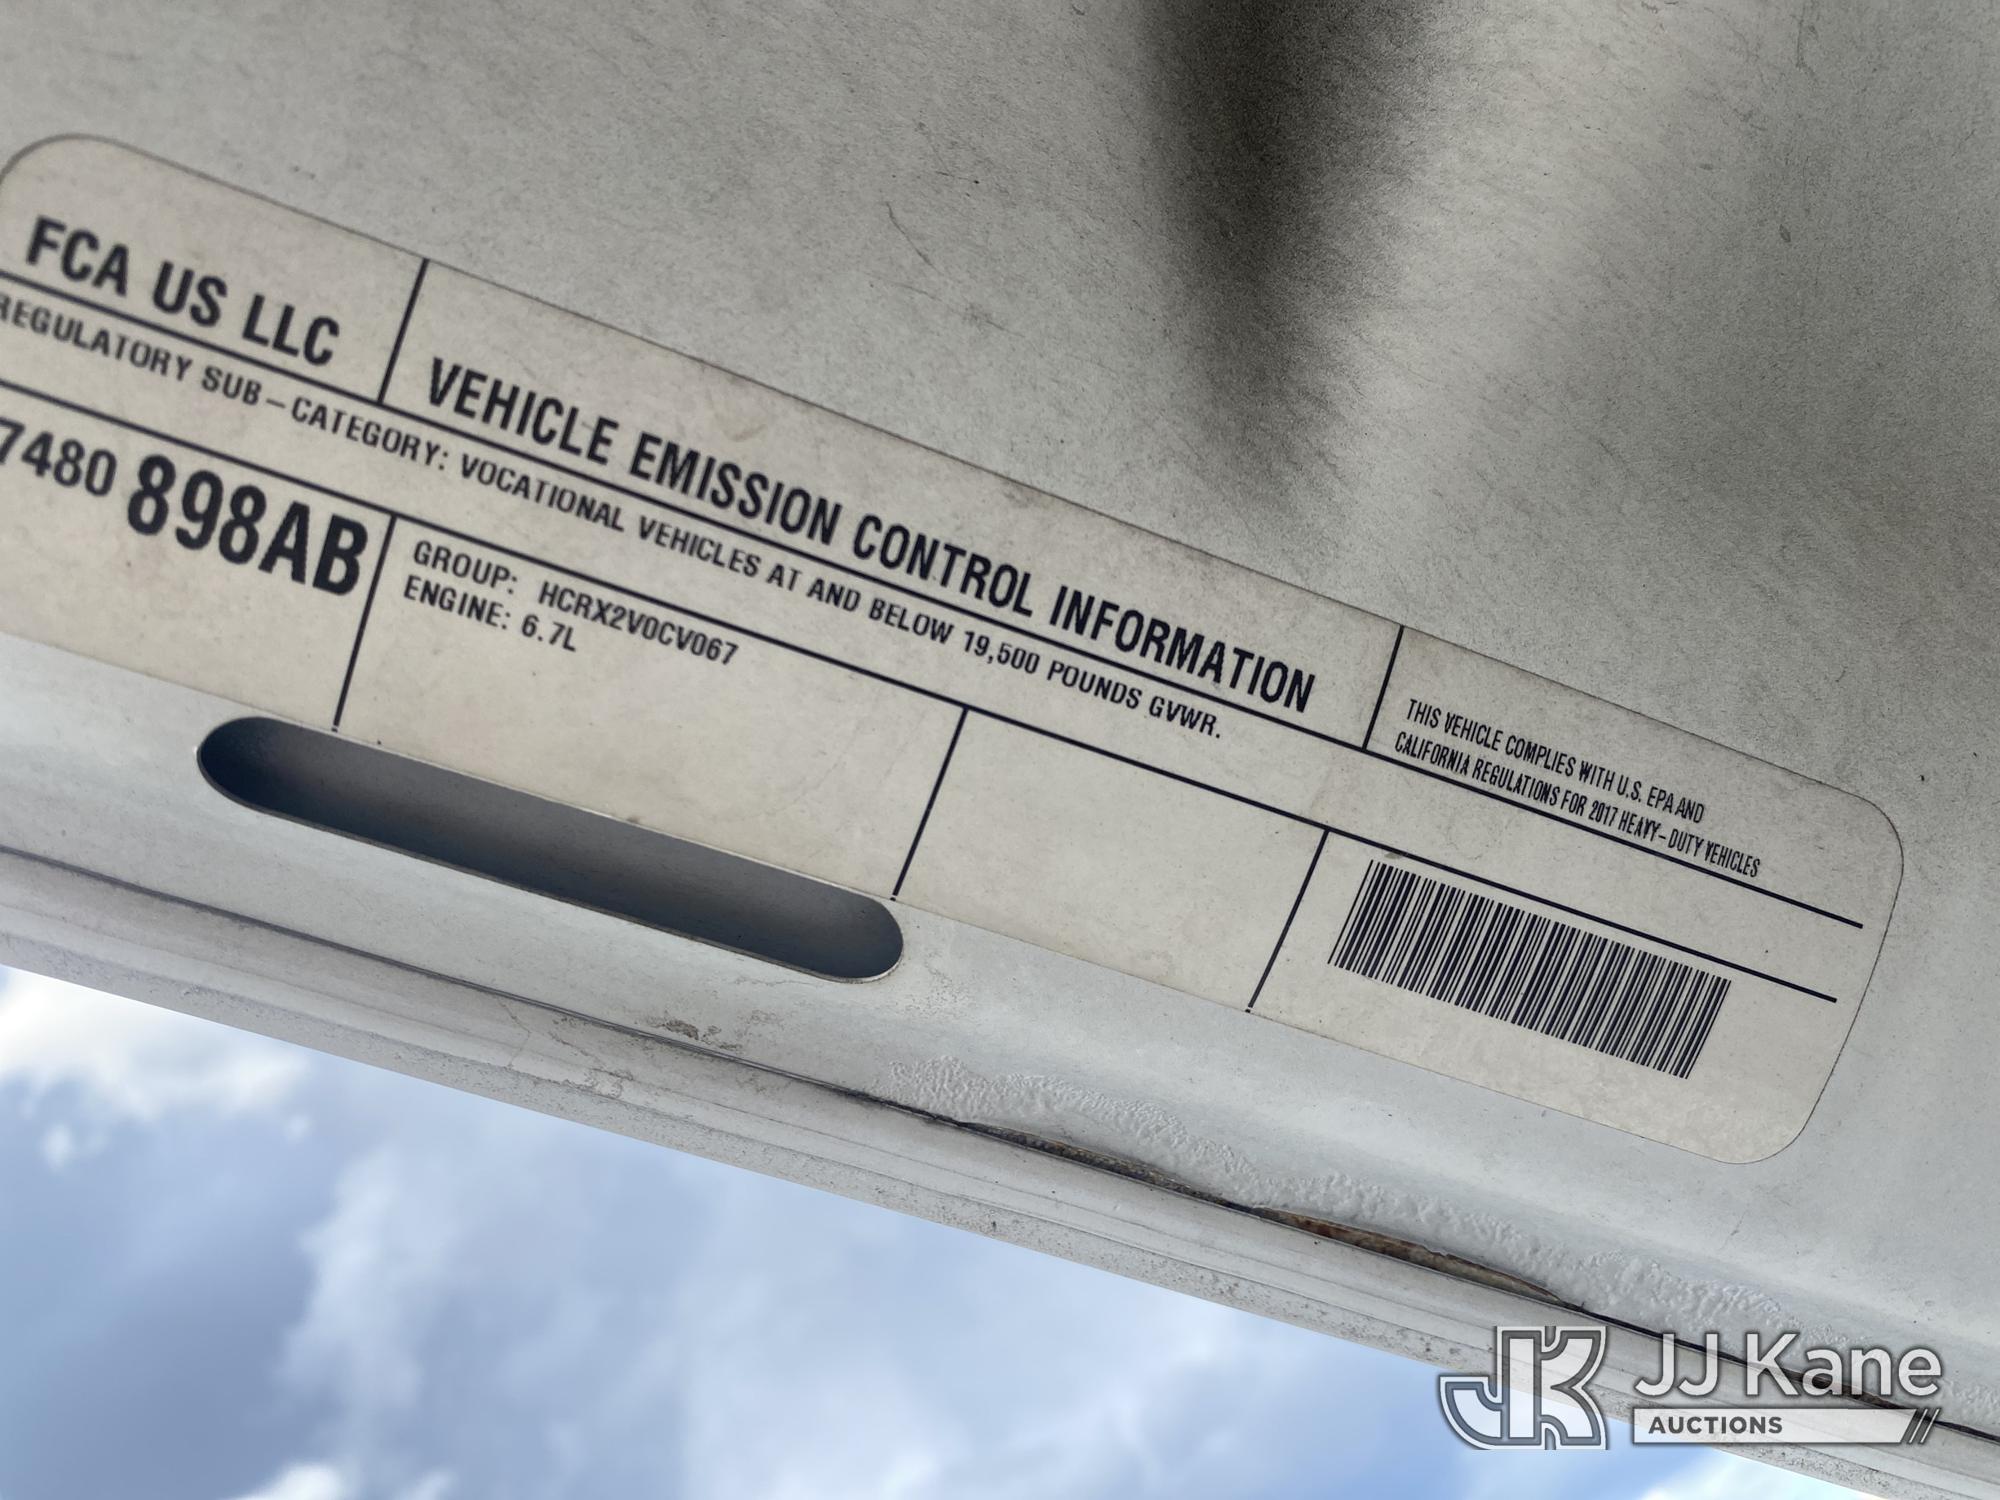 FCA US LLC
VEHICLE EMISSION CONTROL INFORMATION
THIS VEHICLE COMPLIES WITH U.S. EPA AND
CALIFORNIA REGULATIONS FOR 2017 HEAVY-DUTY VEHICLES
REGULATORY SUB-CATEGORY: VOCATIONAL VEHICLES AT AND BELOW 19,500 POUNDS GVWR.
7480 898AB
GROUP: HCRX2V0CV067
ENGINE: 6.7L
JK JJ Kane
AUCTIONS